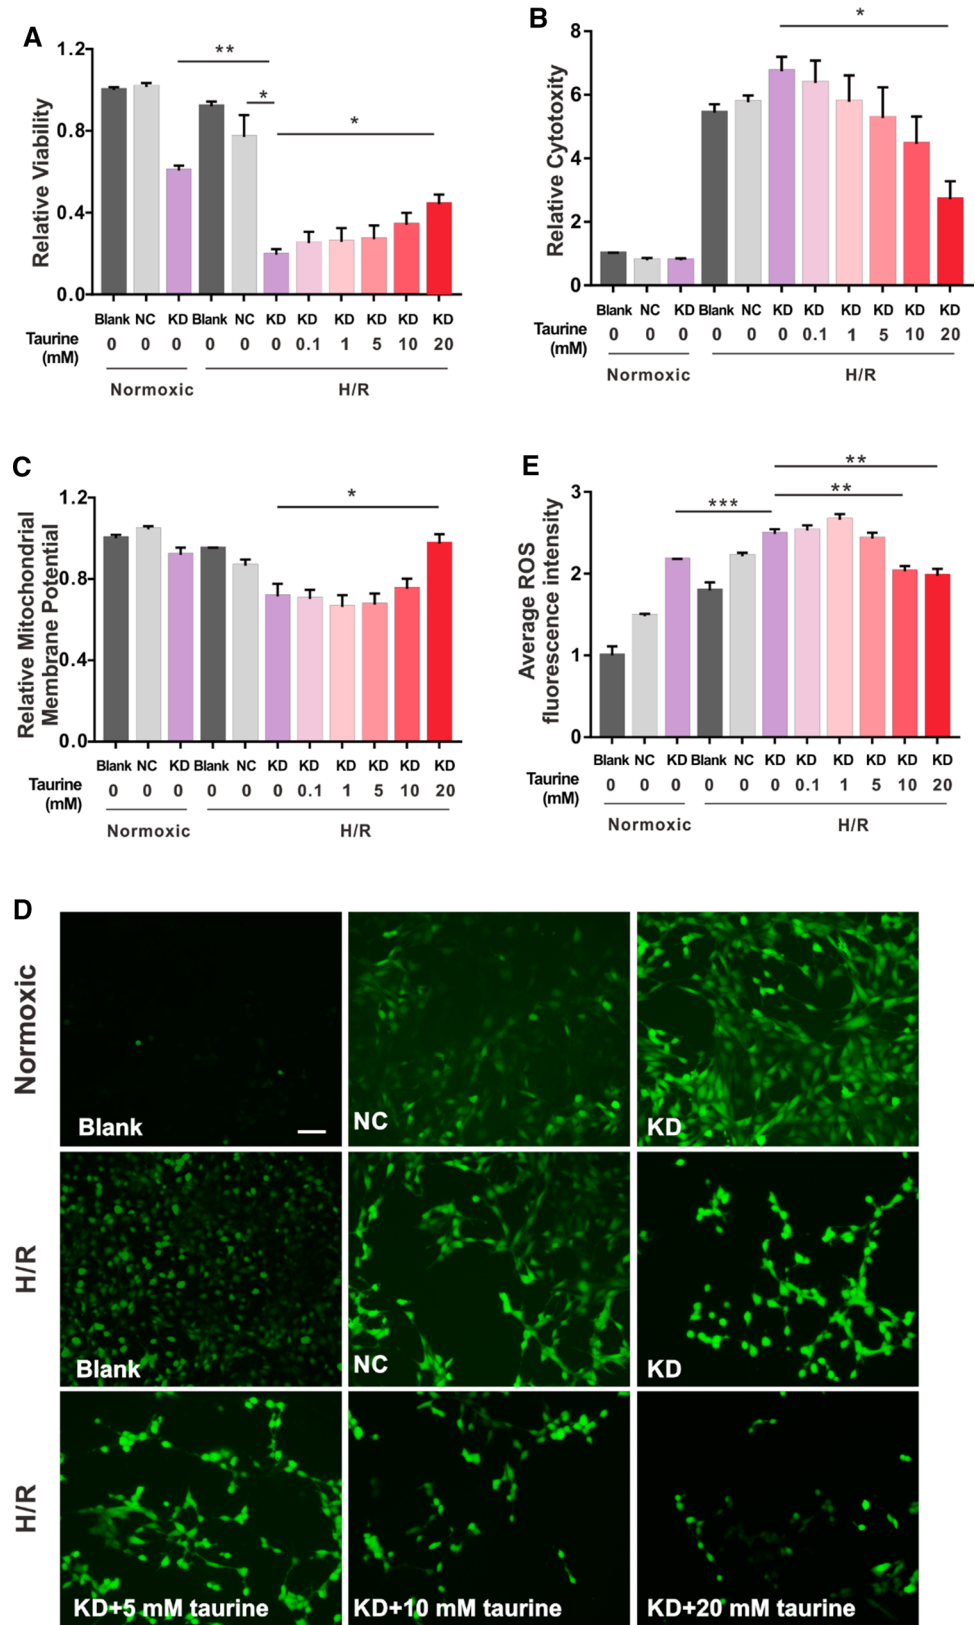 A
Relative Viability
1.2
0.8
0.4
0.0
**
*
*
Blank NC KD Blank NC KD KD KD KD KD KD
Taurine (mM)
0 0 0 0 0 0 0.1 1 5 10 20
Normoxic H/R
B
Relative Cytotoxity
8
6
4
2
0
*
Blank NC KD Blank NC KD KD KD KD KD KD
Taurine (mM)
0 0 0 0 0 0 0.1 1 5 10 20
Normoxic H/R
C
Relative Mitochondrial
Membrane Potential
1.2
0.8
0.4
0.0
*
Blank NC KD Blank NC KD KD KD KD KD KD
Taurine (mM)
0 0 0 0 0 0 0.1 1 5 10 20
Normoxic H/R
E
Average ROS
fluorescence intensity
3
2
1
0
**
**
***
Blank NC KD Blank NC KD KD KD KD KD KD
Taurine (mM)
0 0 0 0 0 0 0.1 1 5 10 20
Normoxic H/R
D
Normoxic
Blank
NC
KD
H/R
Blank
NC
KD
H/R
KD+5 mM taurine
KD+10 mM taurine
KD+20 mM taurine